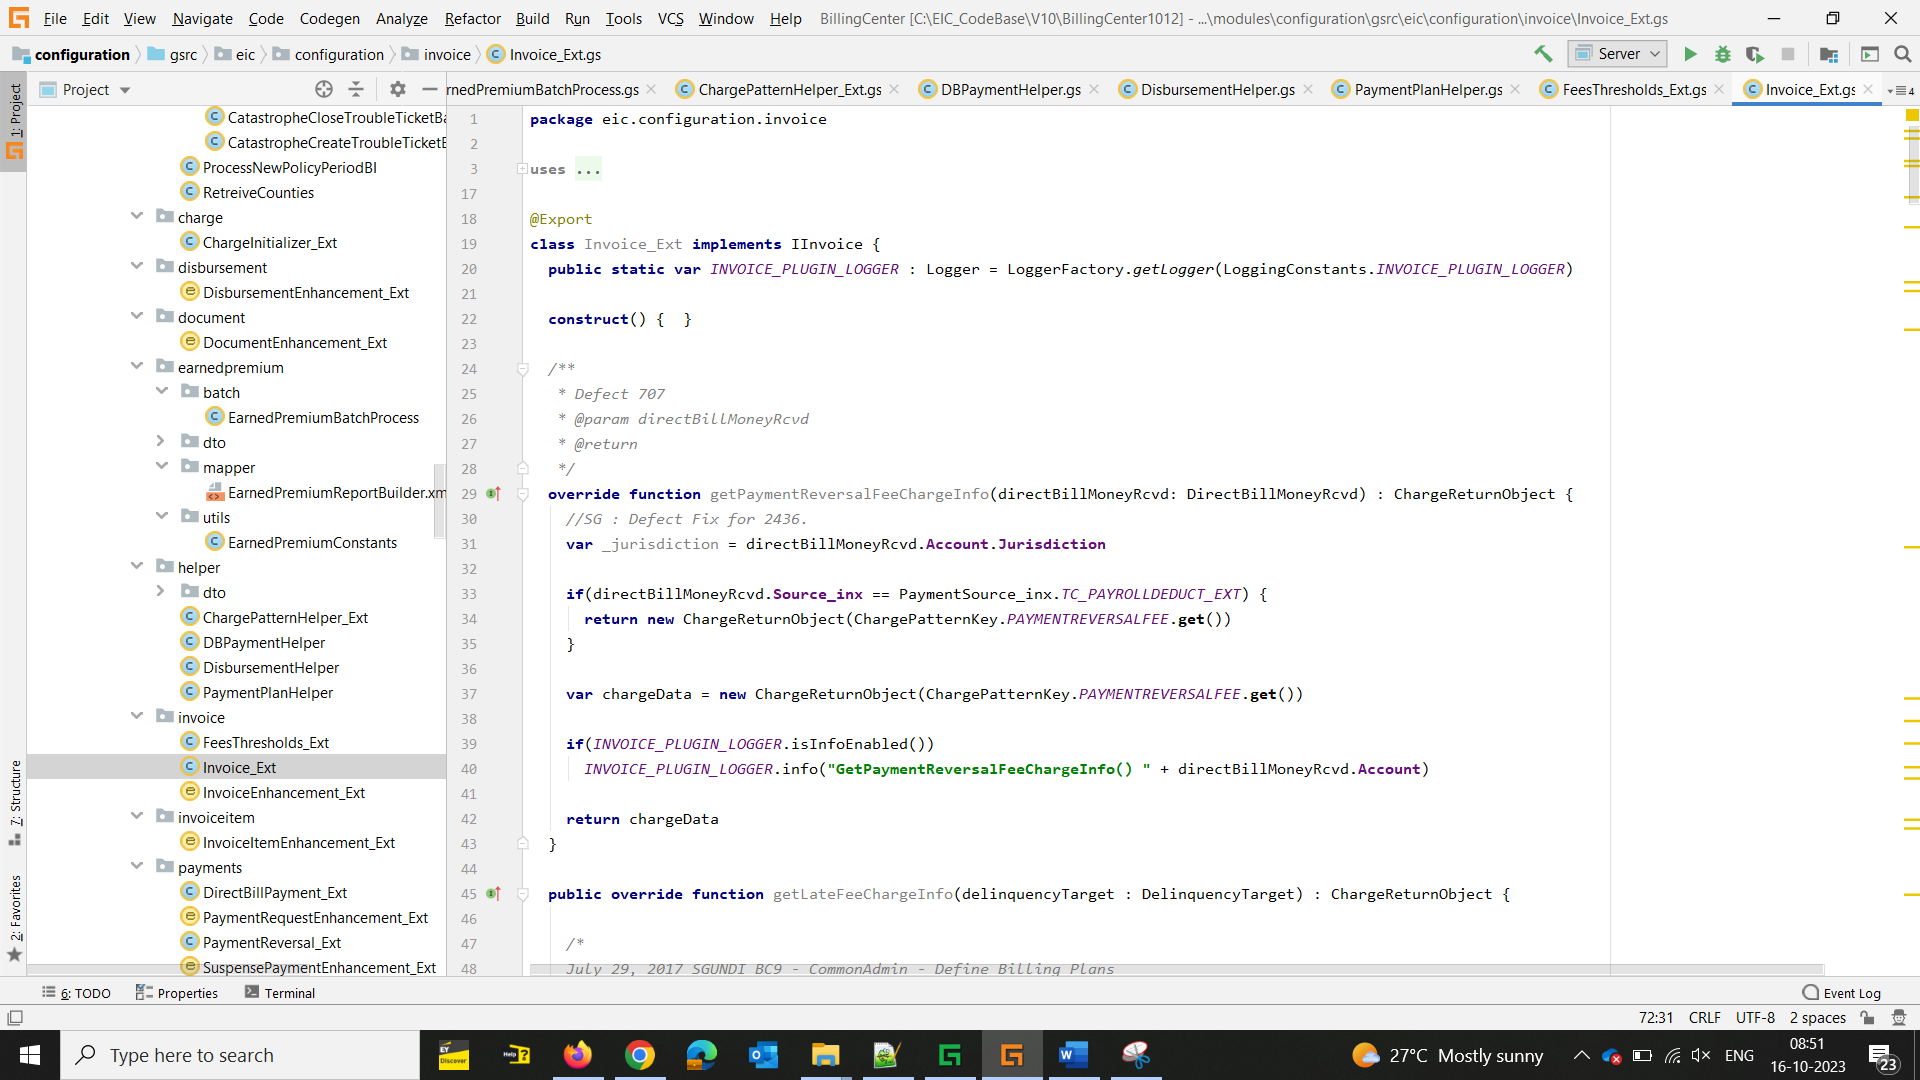 File Edit View Navigate Code Codegen Analyze Refactor Build Run Tools VCS Window Help BillingCenter [C:\EIC_CodeBase\V10\BillingCenter1012] - ...\modules\configuration\gsrc\eic\configuration\invoice\Invoice_Ext.gs
configuration gsrc eic configuration invoice Invoice_Ext.gs Server
Project rnedPremiumBatchProcess.gs ChargePatternHelper_Ext.gs DBPaymentHelper.gs DisbursementHelper.gs PaymentPlanHelper.gs FeesThresholds_Ext.gs Invoice_Ext.gs 4
1: Project
7: Structure
2: Favorites
CatastropheCloseTroubleTicketBa
CatastropheCreateTroubleTicketB
ProcessNewPolicyPeriodBI
RetreiveCounties
charge
ChargeInitializer_Ext
disbursement
DisbursementEnhancement_Ext
document
DocumentEnhancement_Ext
earnedpremium
batch
EarnedPremiumBatchProcess
dto
mapper
EarnedPremiumReportBuilder.xm
utils
EarnedPremiumConstants
helper
dto
ChargePatternHelper_Ext
DBPaymentHelper
DisbursementHelper
PaymentPlanHelper
invoice
FeesThresholds_Ext
Invoice_Ext
InvoiceEnhancement_Ext
invoiceitem
InvoiceItemEnhancement_Ext
payments
DirectBillPayment_Ext
PaymentRequestEnhancement_Ext
PaymentReversal_Ext
SuspensePaymentEnhancement_Ext
1 package eic.configuration.invoice
2
3 uses ...
17
18 @Export
19 class Invoice_Ext implements IInvoice {
20 public static var INVOICE_PLUGIN_LOGGER : Logger = LoggerFactory.getLogger(LoggingConstants.INVOICE_PLUGIN_LOGGER)
21
22 construct() { }
23
24 /**
25 * Defect 707
26 * @param directBillMoneyRcvd
27 * @return
28 */
29 override function getPaymentReversalFeeChargeInfo(directBillMoneyRcvd: DirectBillMoneyRcvd) : ChargeReturnObject {
30 //SG : Defect Fix for 2436.
31 var _jurisdiction = directBillMoneyRcvd.Account.Jurisdiction
32
33 if(directBillMoneyRcvd.Source_inx == PaymentSource_inx.TC_PAYROLLDEDUCT_EXT) {
34 return new ChargeReturnObject(ChargePatternKey.PAYMENTREVERSALFEE.get())
35 }
36
37 var chargeData = new ChargeReturnObject(ChargePatternKey.PAYMENTREVERSALFEE.get())
38
39 if(INVOICE_PLUGIN_LOGGER.isInfoEnabled())
40 INVOICE_PLUGIN_LOGGER.info("GetPaymentReversalFeeChargeInfo() " + directBillMoneyRcvd.Account)
41
42 return chargeData
43 }
44
45 public override function getLateFeeChargeInfo(delinquencyTarget : DelinquencyTarget) : ChargeReturnObject {
46
47 /*
48 July 29, 2017 SGUNDI BC9 - CommonAdmin - Define Billing Plans
6: TODO Properties Terminal Event Log
72:31 CRLF UTF-8 2 spaces
Type here to search EY Discover Help? 27°C Mostly sunny ENG 08:51
16-10-2023 23